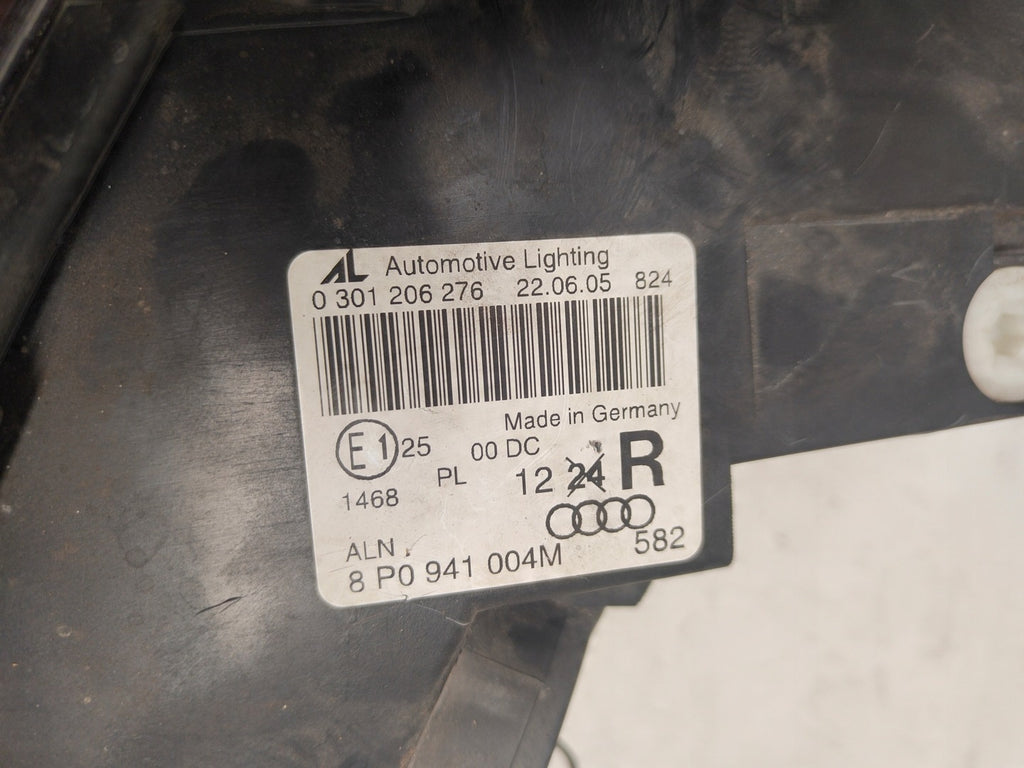 AL Automotive Lighting
0 301 206 276 22.06.05 824
Made in Germany
E1 25 00 DC
PL 12 24 R
1468
ALN
582
8 P0 941 004M